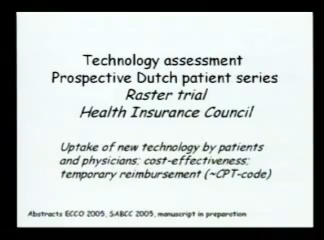 Technology assessment
Prospective Dutch patient series
Raster trial
Health Insurance Council
Uptake of new technology by patients
and physicians; cost-effectiveness;
temporary reimbursement (~CPT-code)
Abstracts ECCO 2005, SABCC 2005, manuscript in preparation